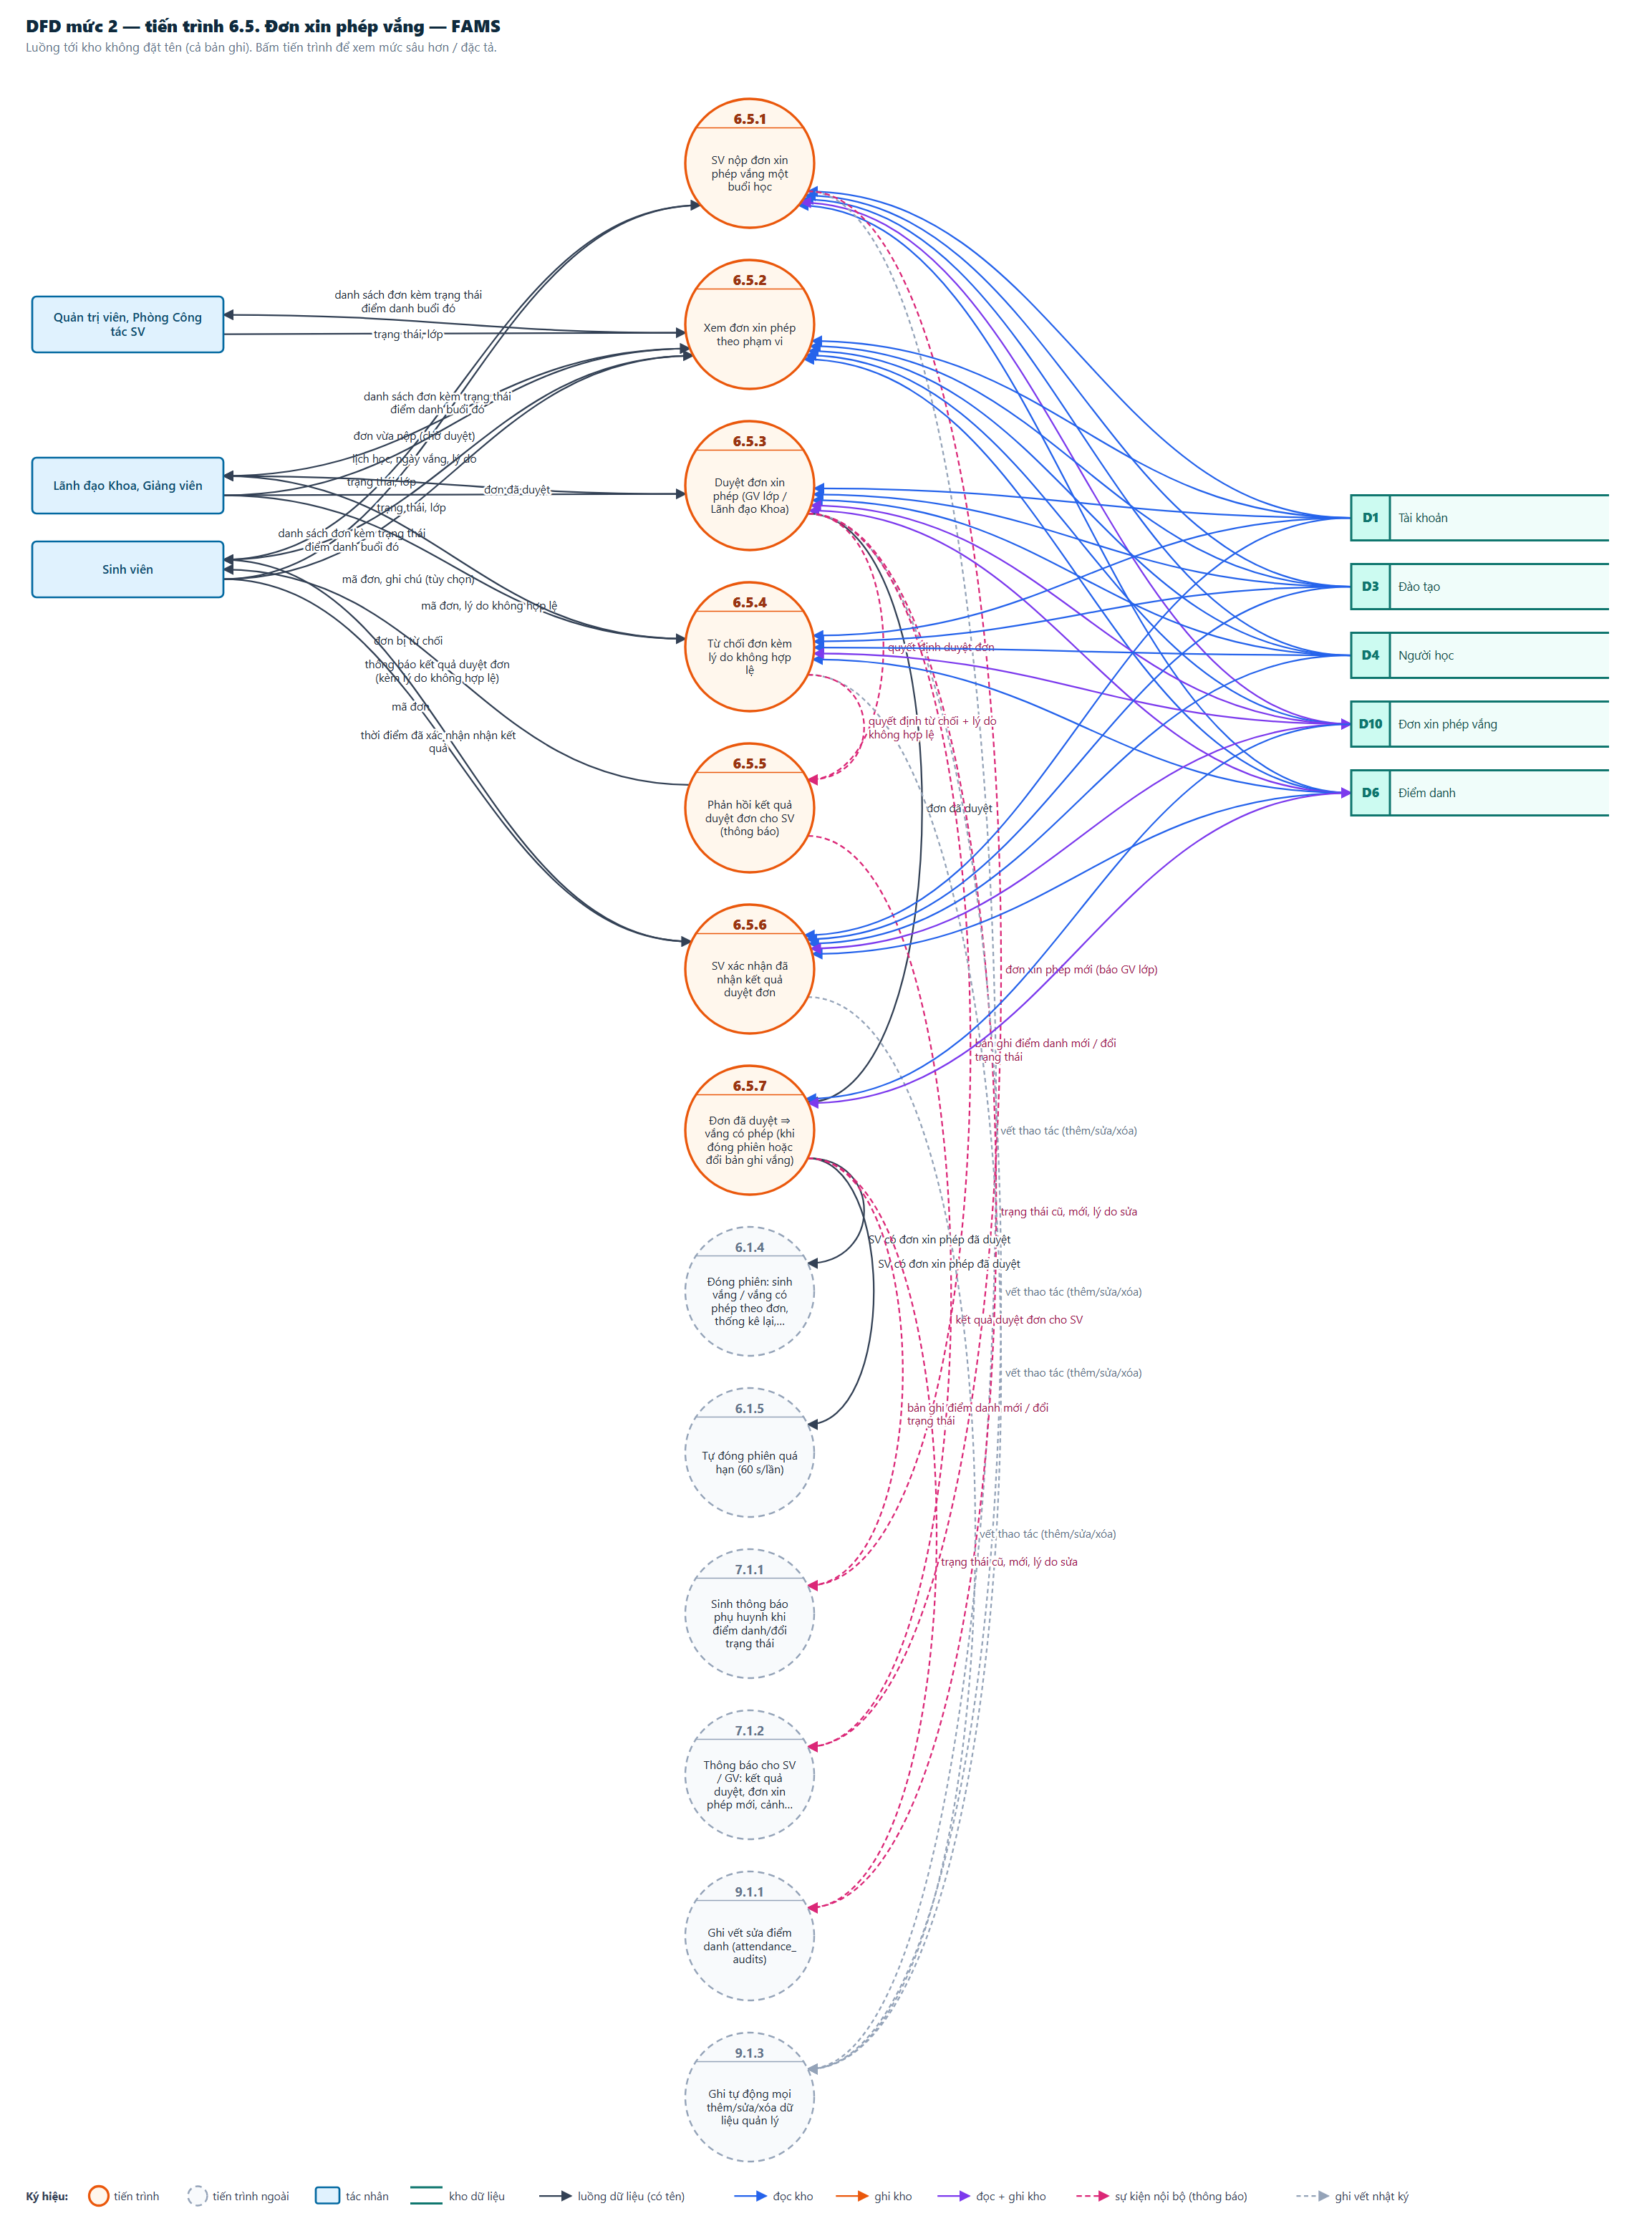 DFD mức 2 — tiến trình 6.5. Đơn xin phép vắng — FAMS
Luồng tới kho không đặt tên (cả bản ghi). Bấm tiến trình để xem mức sâu hơn / đặc tả.
6.5.1
SV nộp đơn xin
phép vắng một
buổi học
6.5.2
Xem đơn xin phép
theo phạm vi
Quản trị viên, Phòng Công
tác SV
danh sách đơn kèm trạng thái
điểm danh buổi đó
trạng thái, lớp
danh sách đơn kèm trạng thái
điểm danh buổi đó
đơn vừa nộp (chờ duyệt)
lịch học, ngày vắng, lý do
trạng thái, lớp
đơn đã duyệt
trạng thái, lớp
Lãnh đạo Khoa, Giảng viên
6.5.3
Duyệt đơn xin
phép (GV lớp /
Lãnh đạo Khoa)
danh sách đơn kèm trạng thái
điểm danh buổi đó
Sinh viên
mã đơn, ghi chú (tùy chọn)
mã đơn, lý do không hợp lệ
đơn bị từ chối
thông báo kết quả duyệt đơn
(kèm lý do không hợp lệ)
mã đơn
thời điểm đã xác nhận nhận kết
quả
6.5.4
Từ chối đơn kèm
lý do không hợp
lệ
quyết định duyệt đơn
quyết định từ chối + lý do
không hợp lệ
D1
Tài khoản
D3
Đào tạo
D4
Người học
D10
Đơn xin phép vắng
D6
Điểm danh
6.5.5
Phản hồi kết quả
duyệt đơn cho SV
(thông báo)
đơn đã duyệt
6.5.6
SV xác nhận đã
nhận kết quả
duyệt đơn
đơn xin phép mới (báo GV lớp)
bản ghi điểm danh mới / đổi
trạng thái
6.5.7
Đơn đã duyệt ⇒
vắng có phép (khi
đóng phiên hoặc
đổi bản ghi vắng)
vết thao tác (thêm/sửa/xóa)
trạng thái cũ, mới, lý do sửa
SV có đơn xin phép đã duyệt
SV có đơn xin phép đã duyệt
6.1.4
Đóng phiên: sinh
vắng / vắng có
phép theo đơn,
thống kê lại,...
vết thao tác (thêm/sửa/xóa)
kết quả duyệt đơn cho SV
vết thao tác (thêm/sửa/xóa)
6.1.5
Tự đóng phiên quá
hạn (60 s/lần)
bản ghi điểm danh mới / đổi
trạng thái
vết thao tác (thêm/sửa/xóa)
trạng thái cũ, mới, lý do sửa
7.1.1
Sinh thông báo
phụ huynh khi
điểm danh/đổi
trạng thái
7.1.2
Thông báo cho SV
/ GV: kết quả
duyệt, đơn xin
phép mới, cảnh...
9.1.1
Ghi vết sửa điểm
danh (attendance_
audits)
9.1.3
Ghi tự động mọi
thêm/sửa/xóa dữ
liệu quản lý
Ký hiệu: tiến trình tiến trình ngoài tác nhân kho dữ liệu luồng dữ liệu (có tên) đọc kho ghi kho đọc + ghi kho sự kiện nội bộ (thông báo) ghi vết nhật ký